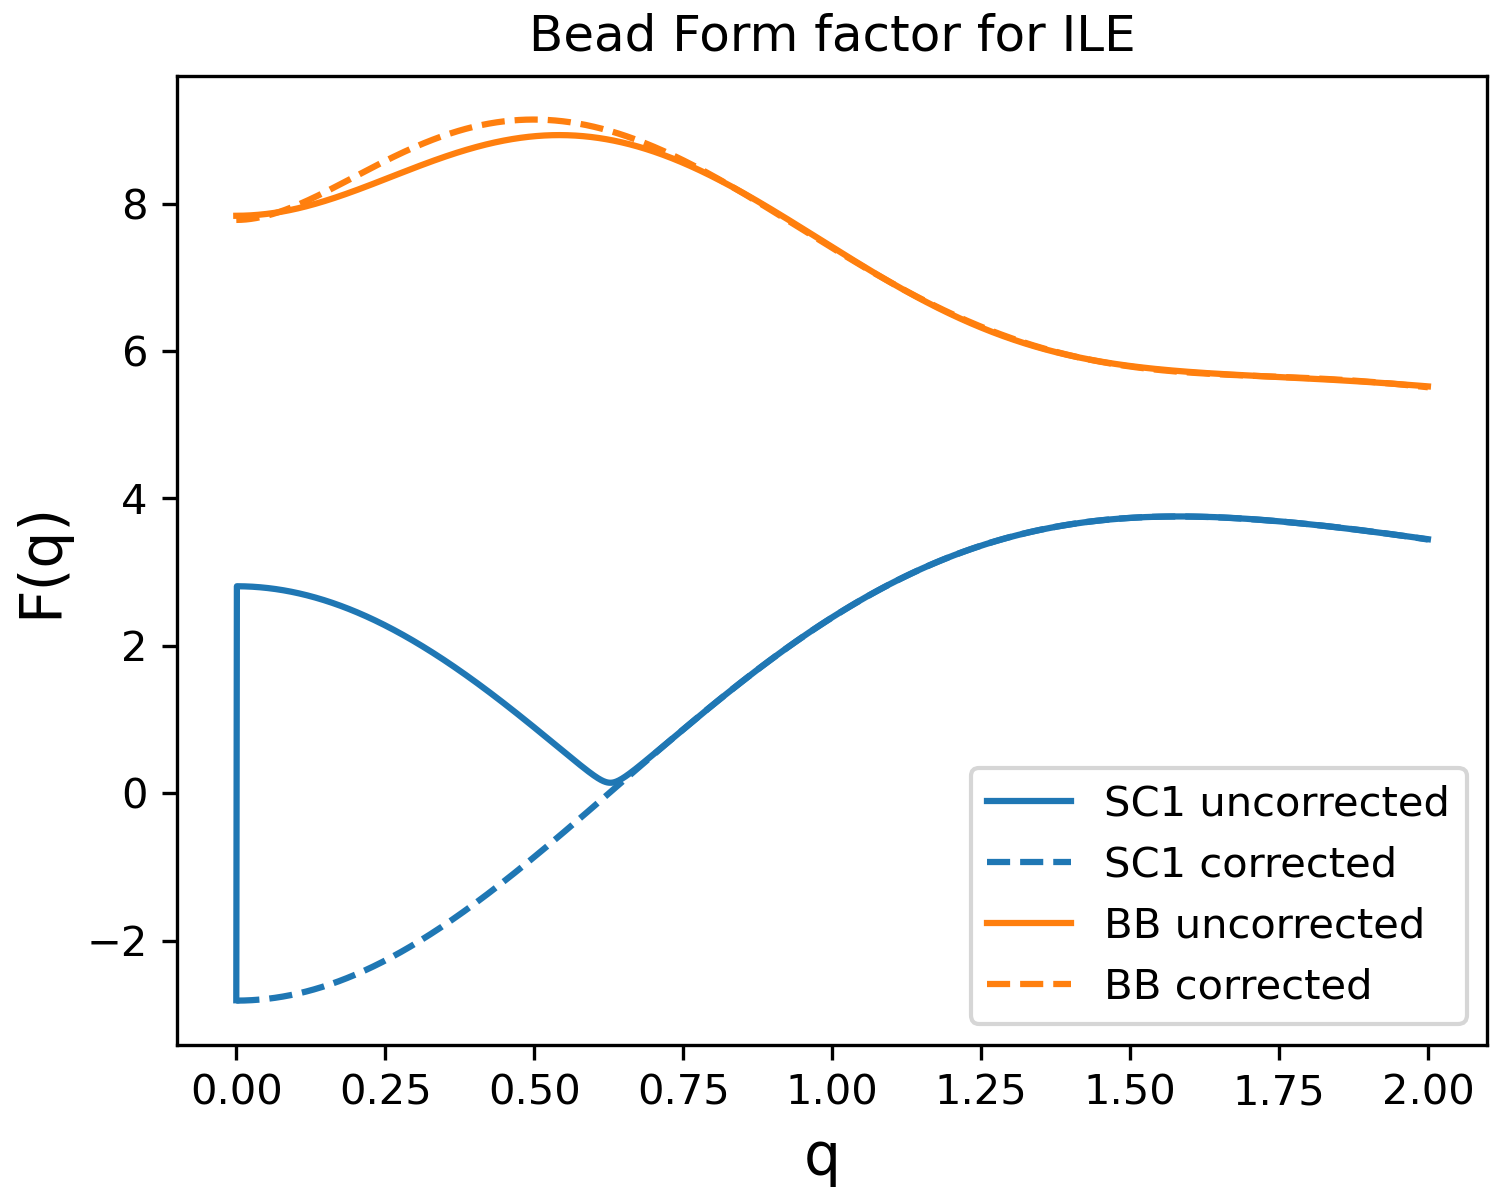 Bead Form factor for ILE
F(q)
8
6
4
2
0
−2
SC1 uncorrected
SC1 corrected
BB uncorrected
BB corrected
0.00 0.25 0.50 0.75 1.00 1.25 1.50 1.75 2.00
q